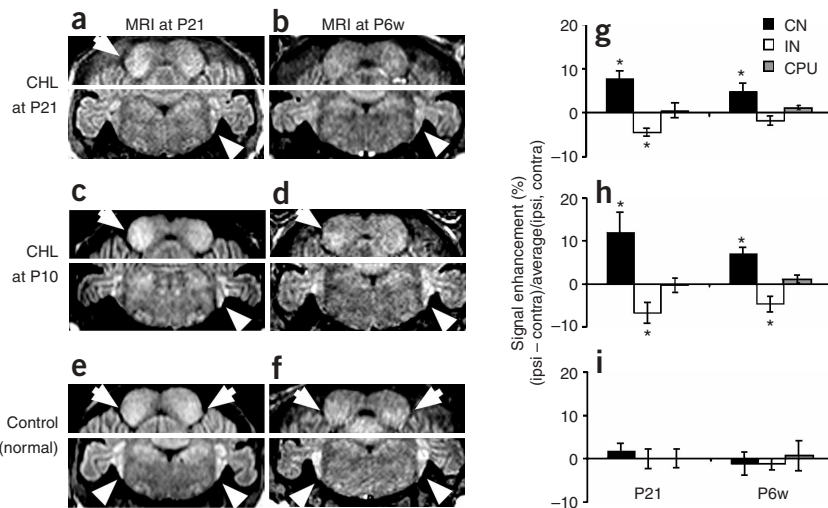 a MRI at P21
b MRI at P6w
CHL
at P21
c
d
CHL
at P10
e
f
Control
(normal)
Signal enhancement (%)
(ipsi – contra)/average(ipsi, contra)
g
CN
IN
CPU
20
10
0
–10
*
*
*
h
20
10
0
–10
*
*
*
*
i
20
10
0
–10
P21
P6w